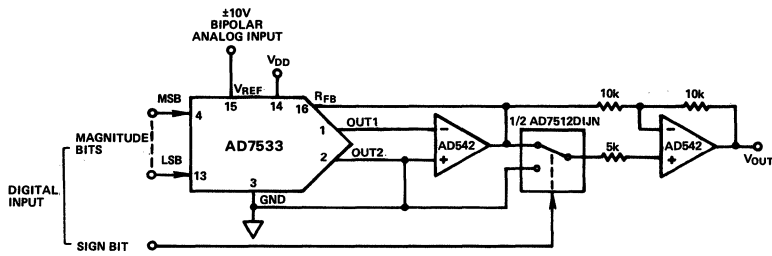 ±10V
BIPOLAR
ANALOG INPUT
VDD
MSB
4
VREF
15
14
16
RFB
10k
10k
1
OUT1
1/2 AD7512DIJN
MAGNITUDE
BITS
AD7533
2
OUT2
−
AD542
+
−
AD542
+
VOUT
5k
LSB
13
3
GND
DIGITAL
INPUT
SIGN BIT